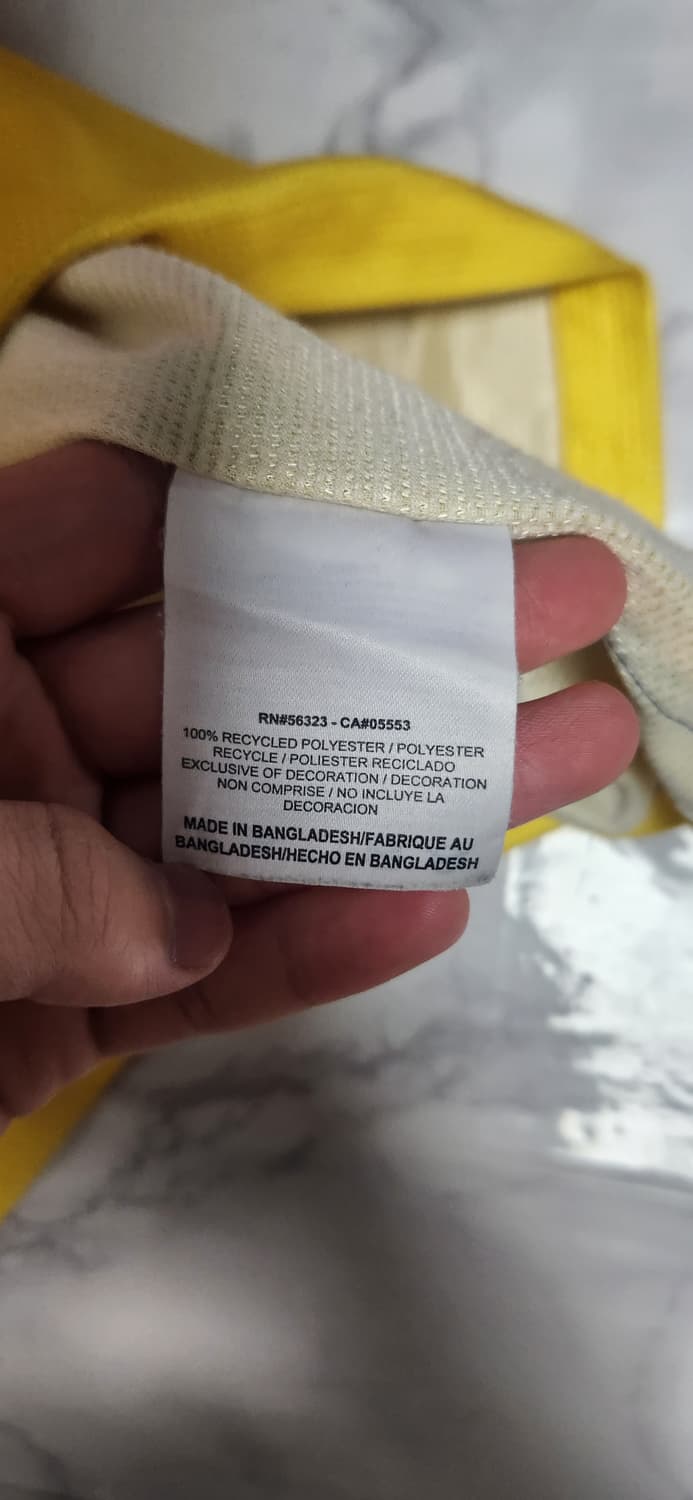 RN#56323 - CA#05553
100% RECYCLED POLYESTER / POLYESTER
RECYCLE / POLIESTER RECICLADO
EXCLUSIVE OF DECORATION / DECORATION
NON COMPRISE / NO INCLUYE LA
DECORACION
MADE IN BANGLADESH/FABRIQUE AU
BANGLADESH/HECHO EN BANGLADESH